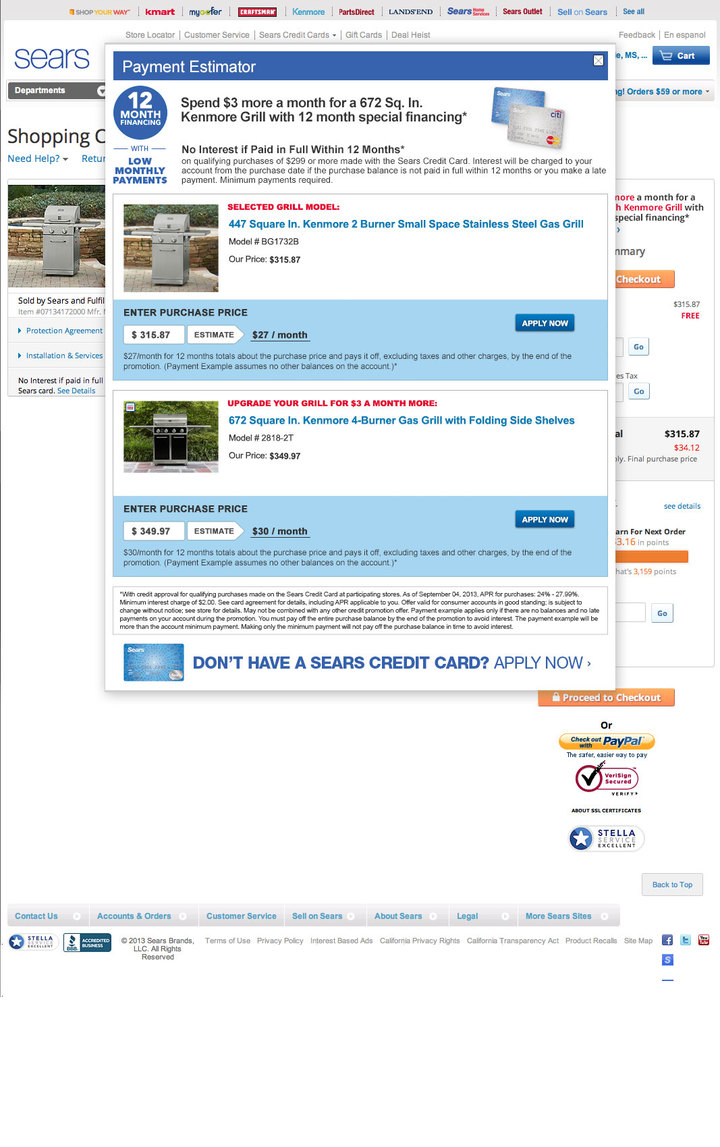 SHOP YOUR WAY
kmart
mygofer
CRAFTSMAN
Kenmore
PartsDirect
LANDS'END
Sears Home Services
Sears Outlet
Sell on Sears
See all
Store Locator
Customer Service
Sears Credit Cards
Gift Cards
Deal Heist
Feedback
En espanol
sears
e, MS, ...
Cart
Departments
ng! Orders $59 or more
Shopping C
Need Help?
Retur
Payment Estimator
12
MONTH
FINANCING
WITH
LOW
MONTHLY
PAYMENTS
Spend $3 more a month for a 672 Sq. In.
Kenmore Grill with 12 month special financing*
Sears
citi
MasterCard
No Interest if Paid in Full Within 12 Months*
on qualifying purchases of $299 or more made with the Sears Credit Card. Interest will be charged to your
account from the purchase date if the purchase balance is not paid in full within 12 months or you make a late
payment. Minimum payments required.
SELECTED GRILL MODEL:
447 Square In. Kenmore 2 Burner Small Space Stainless Steel Gas Grill
Model # BG1732B
Our Price: $315.87
ENTER PURCHASE PRICE
$ 315.87
ESTIMATE
$27 / month
APPLY NOW
$27/month for 12 months totals about the purchase price and pays it off, excluding taxes and other charges, by the end of the
promotion. (Payment Example assumes no other balances on the account.)*
UPGRADE YOUR GRILL FOR $3 A MONTH MORE:
672 Square In. Kenmore 4-Burner Gas Grill with Folding Side Shelves
Model # 2818-2T
Our Price: $349.97
ENTER PURCHASE PRICE
$ 349.97
ESTIMATE
$30 / month
APPLY NOW
$30/month for 12 months totals about the purchase price and pays it off, excluding taxes and other charges, by the end of the
promotion. (Payment Example assumes no other balances on the account.)*
*With credit approval for qualifying purchases made on the Sears Credit Card at participating stores. As of September 04, 2013, APR for purchases: 24% - 27.99%.
Minimum interest charge of $2.00. See card agreement for details, including APR applicable to you. Offer valid for consumer accounts in good standing; is subject to
change without notice; see store for details. May not be combined with any other credit promotion offer. Payment example applies only if there are no balances and no late
payments on your account during the promotion. You must pay off the entire purchase balance by the end of the promotion to avoid interest. The payment example will be
more than the account minimum payment. Making only the minimum payment will not pay off the purchase balance in time to avoid interest.
Sears
DON'T HAVE A SEARS CREDIT CARD? APPLY NOW ›
Sold by Sears and Fulfil
Item #07134172000 Mfr. M
Protection Agreement
Installation & Services
No Interest if paid in full
Sears card. See Details
more a month for a
h Kenmore Grill with
special financing*
mmary
Checkout
$315.87
FREE
Go
es Tax
Go
al
$315.87
$34.12
ply. Final purchase price
see details
arn For Next Order
3.16 in points
hat's 3,159 points
Go
Proceed to Checkout
Or
Check out with PayPal
The safer, easier way to pay
VeriSign
Secured
VERIFY
ABOUT SSL CERTIFICATES
STELLA
SERVICE
EXCELLENT
Back to Top
Contact Us
Accounts & Orders
Customer Service
Sell on Sears
About Sears
Legal
More Sears Sites
STELLA
SERVICE
EXCELLENT
BBB
ACCREDITED
BUSINESS
© 2013 Sears Brands,
LLC. All Rights
Reserved
Terms of Use
Privacy Policy
Interest Based Ads
California Privacy Rights
California Transparency Act
Product Recalls
Site Map